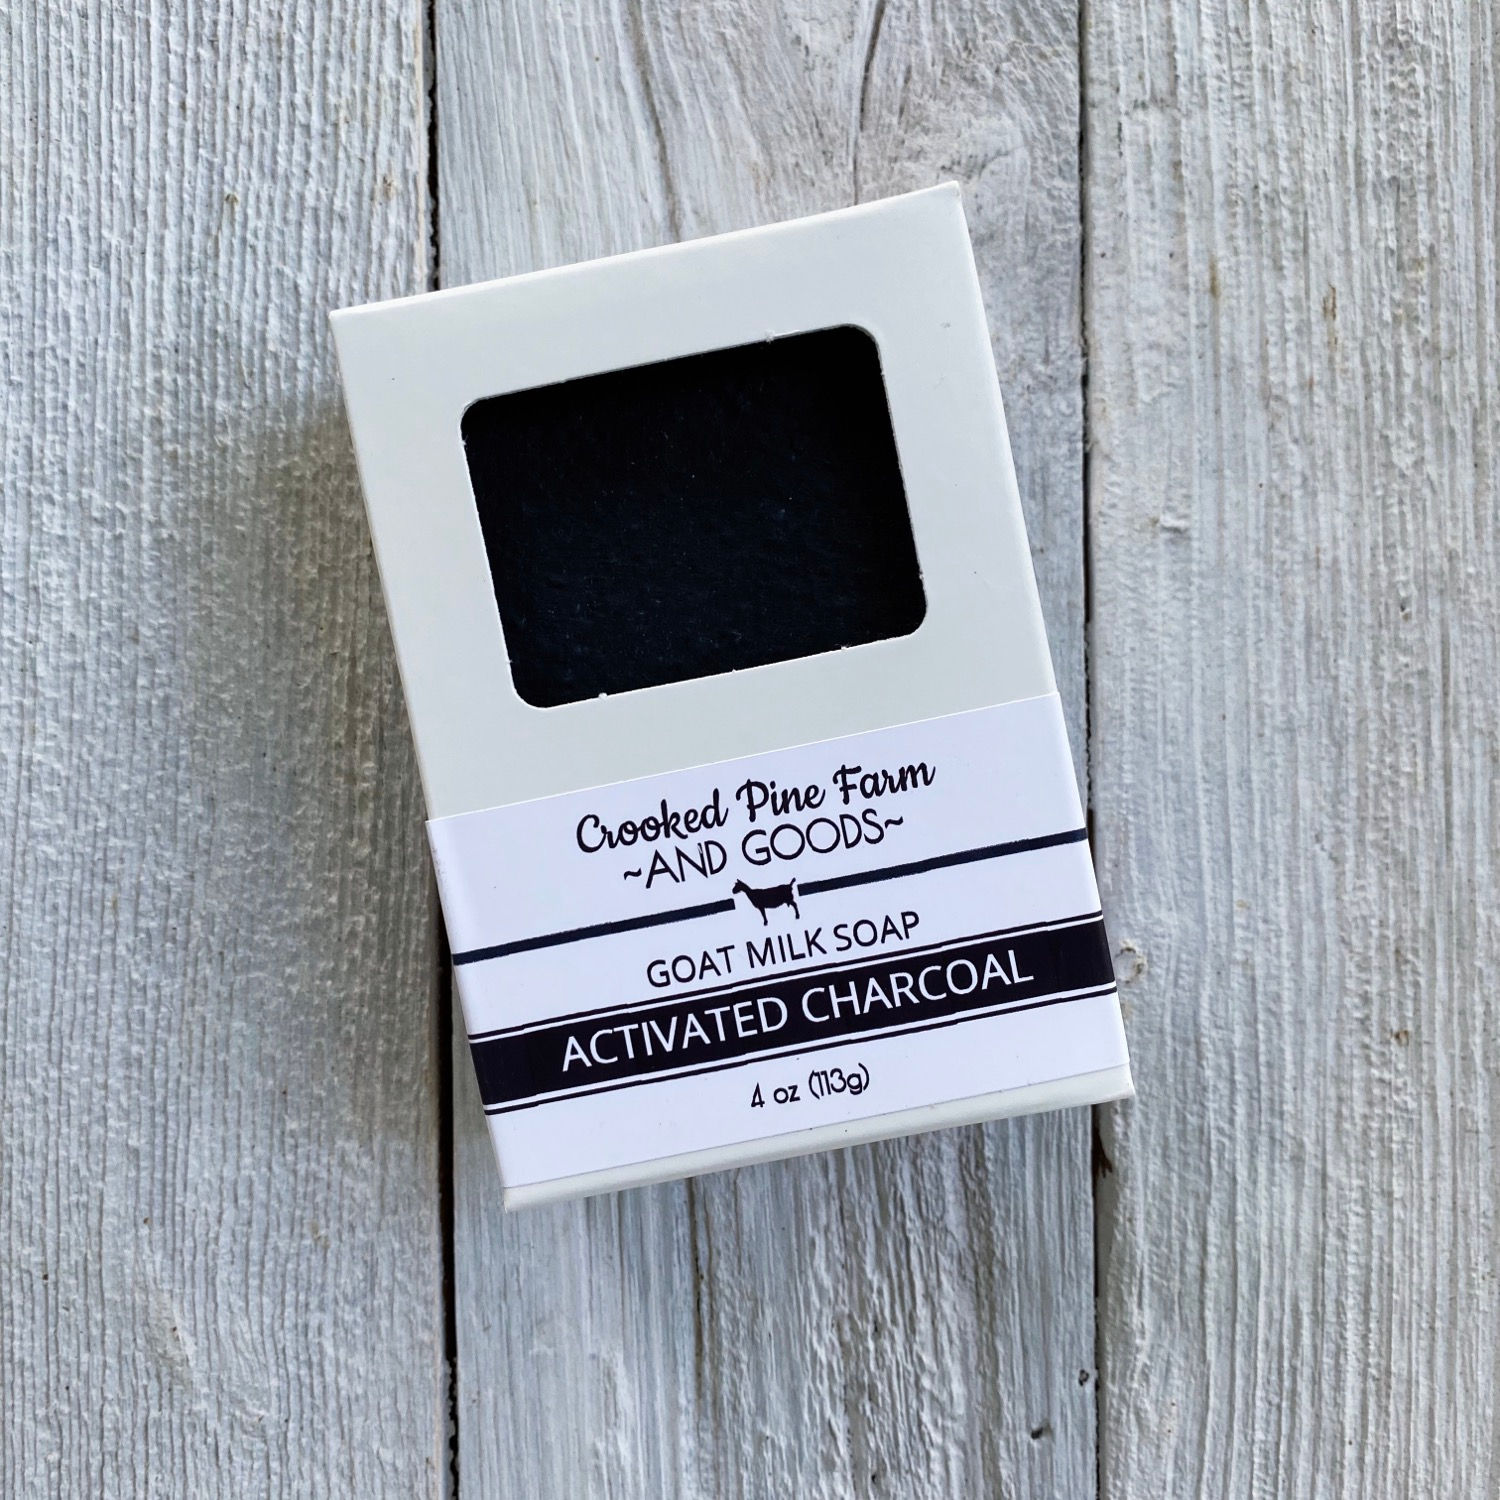 Crooked Pine Farm
~AND GOODS~
GOAT MILK SOAP
ACTIVATED CHARCOAL
4 oz (113g)